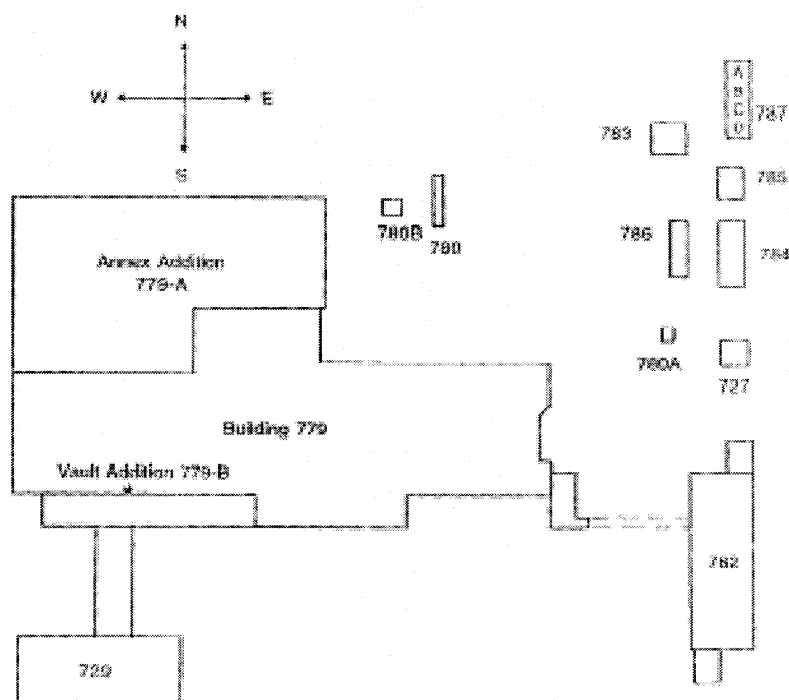 N
W
E
S
A
B
C
D
787
783
785
780B
780
786
784
Annex Addition
779-A
780A
727
Building 779
Vault Addition 779-B
782
729